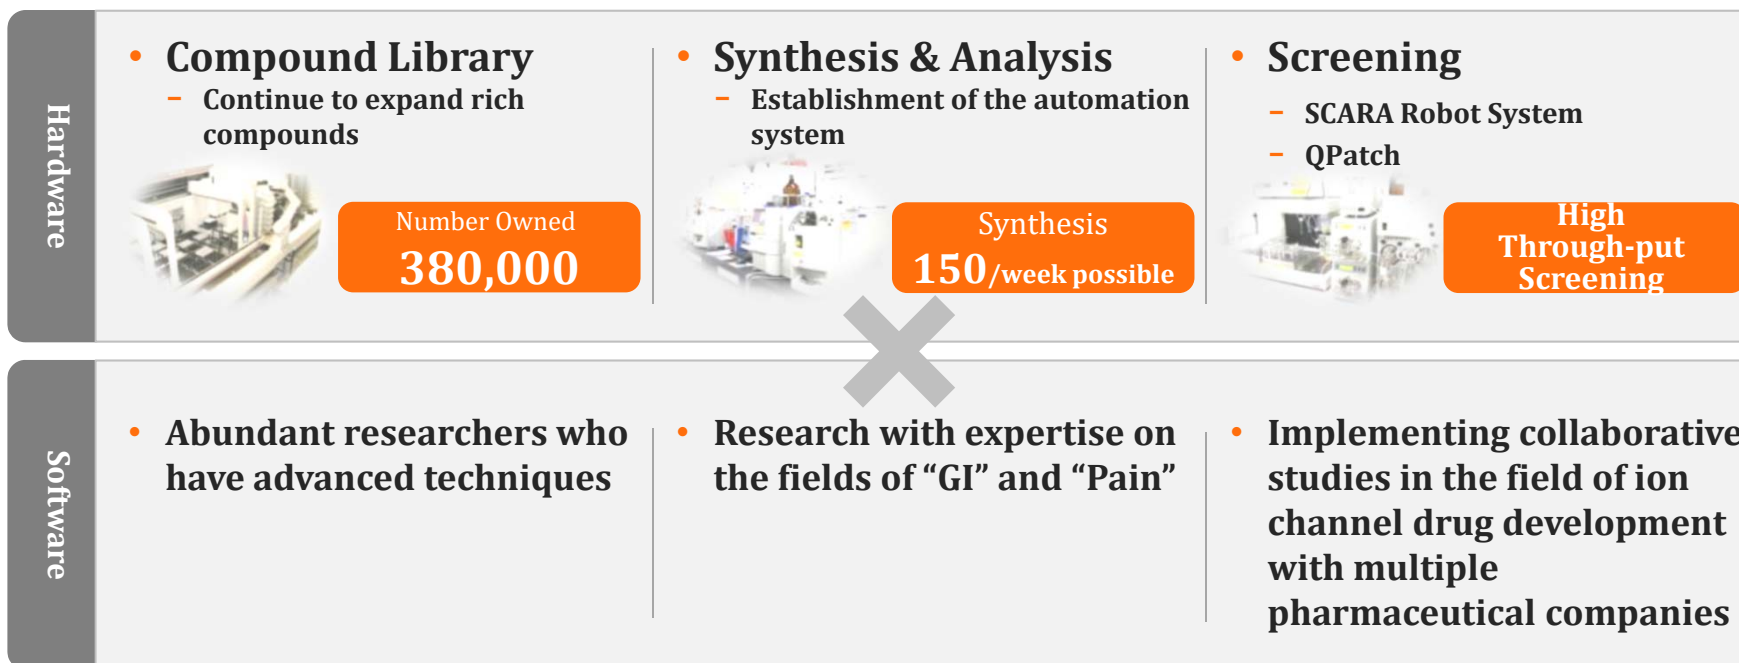 Hardware
• Compound Library
– Continue to expand rich
compounds
Number Owned
380,000
• Synthesis & Analysis
– Establishment of the automation
system
Synthesis
150/week possible
• Screening
– SCARA Robot System
– QPatch
High
Through-put
Screening
Software
• Abundant researchers who
have advanced techniques
• Research with expertise on
the fields of “GI” and “Pain”
• Implementing collaborative
studies in the field of ion
channel drug development
with multiple
pharmaceutical companies